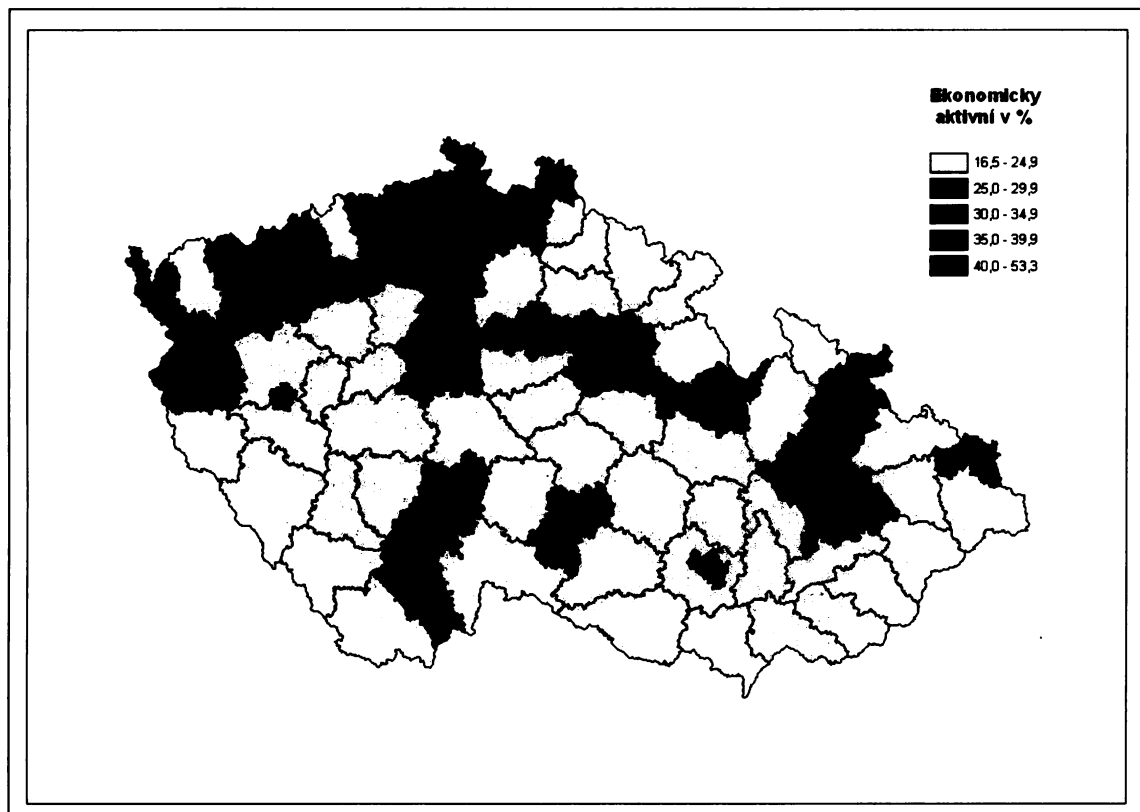 Ekonomicky
aktivní v %
16,5 - 24,9
25,0 - 29,9
30,0 - 34,9
35,0 - 39,9
40,0 - 53,3